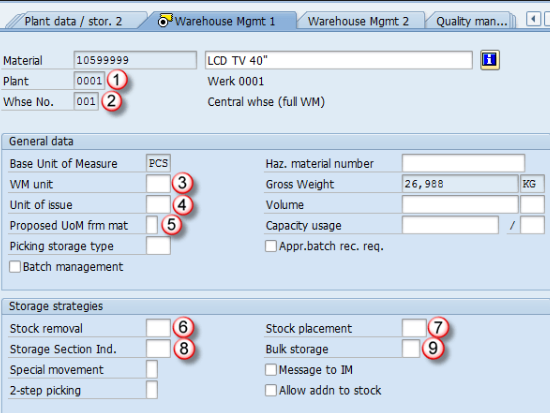 Plant data / stor. 2 Warehouse Mgmt 1 Warehouse Mgmt 2 Quality man...
Material 10599999 LCD TV 40" i
Plant 0001 1 Werk 0001
Whse No. 001 2 Central whse (full WM)
General data
Base Unit of Measure PCS Haz. material number
WM unit 3 Gross Weight 26,988 KG
Unit of issue 4 Volume
Proposed UoM frm mat 5 Capacity usage /
Picking storage type Appr.batch rec. req.
Batch management
Storage strategies
Stock removal 6 Stock placement 7
Storage Section Ind. 8 Bulk storage 9
Special movement Message to IM
2-step picking Allow addn to stock